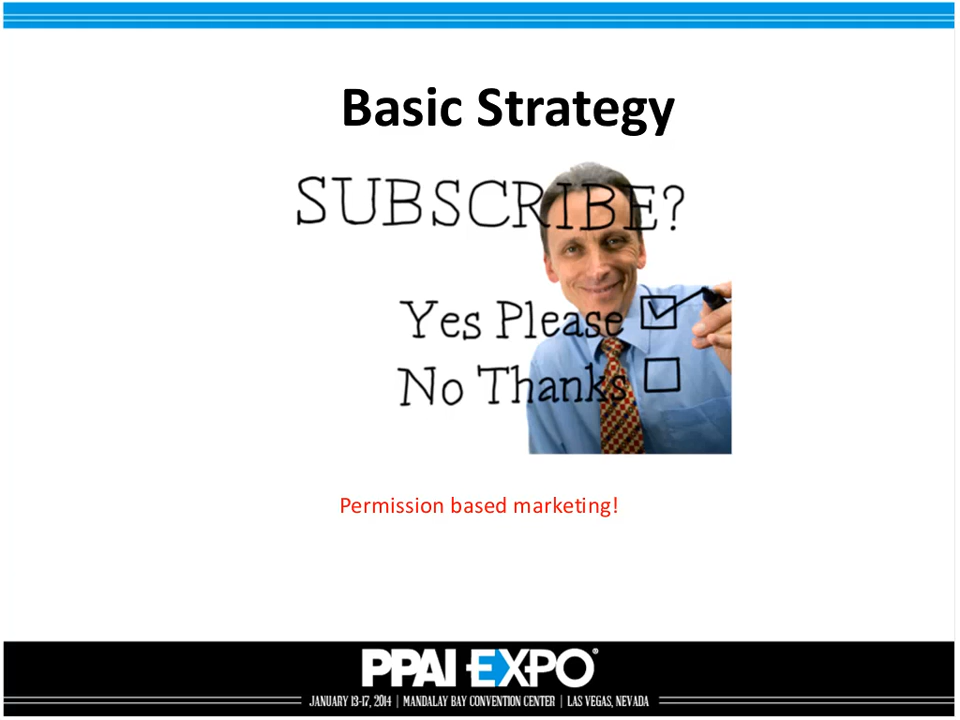 Basic Strategy
SUBSCRIBE?
Yes Please
No Thanks
Permission based marketing!
PPAI EXPO®
JANUARY 13-17, 2014 | MANDALAY BAY CONVENTION CENTER | LAS VEGAS, NEVADA